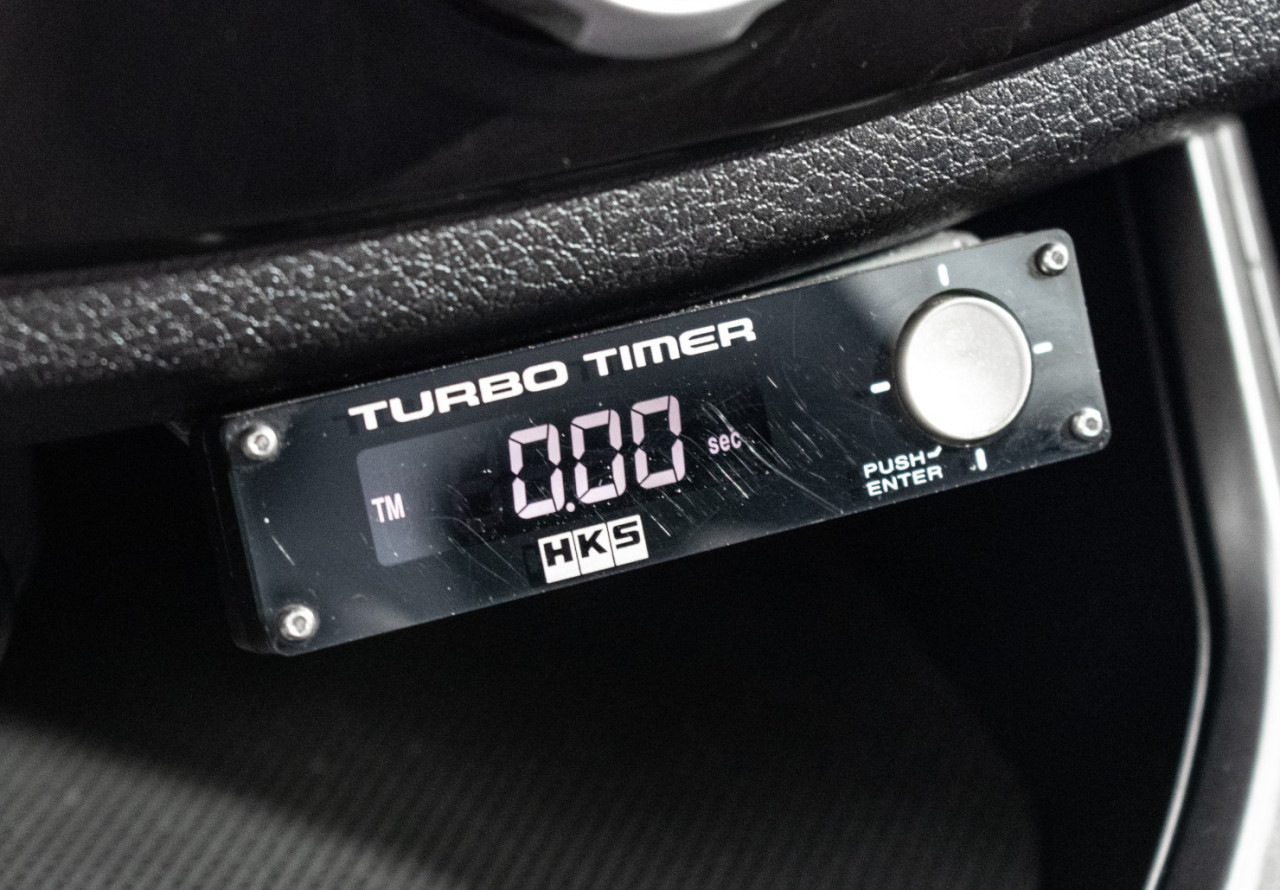 TURBO TIMER
TM 0.00 sec
HKS
PUSH
ENTER